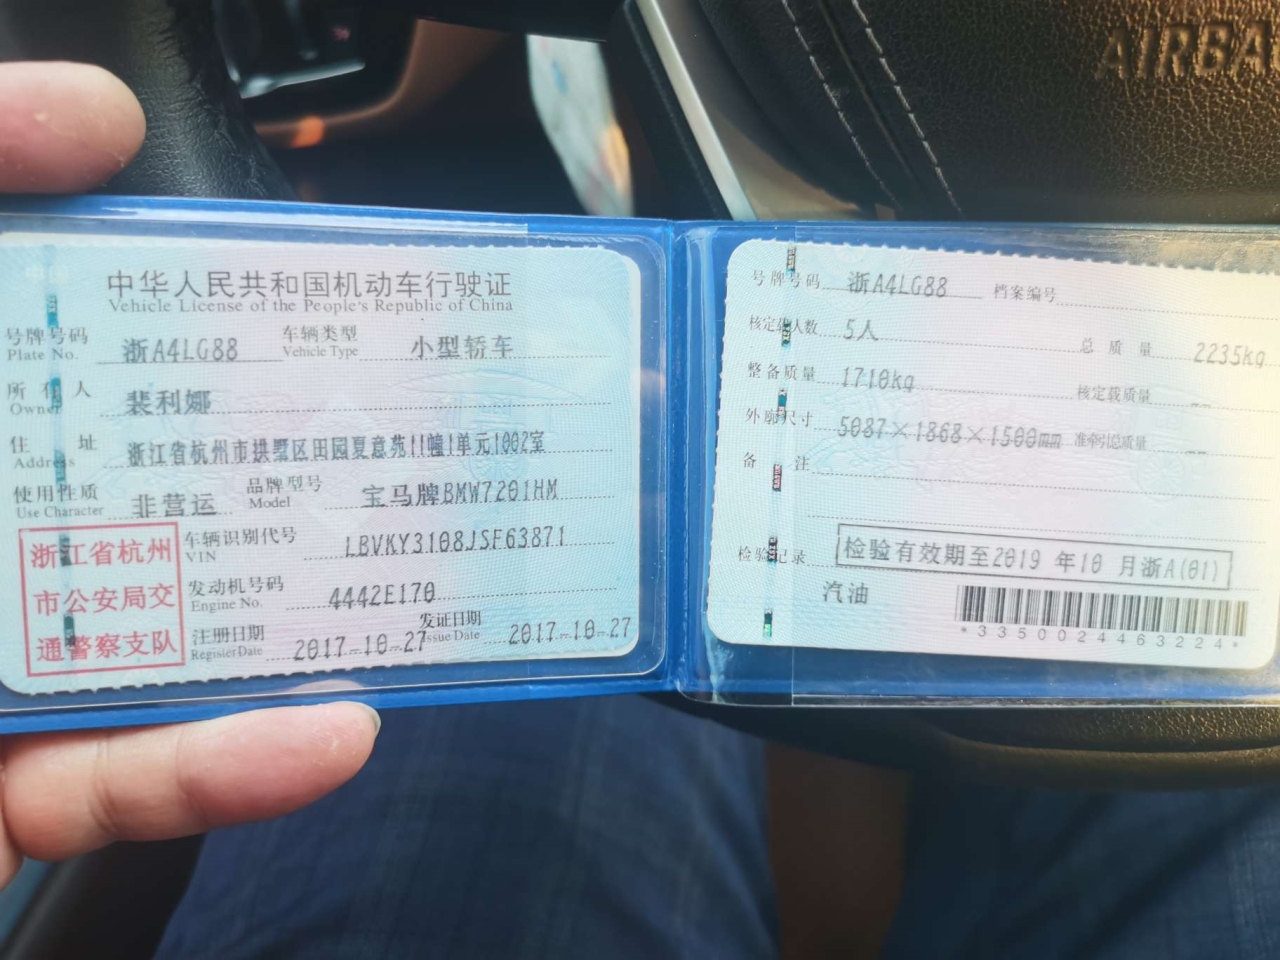 AIRBA
中华人民共和国机动车行驶证
Vehicle License of the People's Republic of China
号牌号码 浙A4LG88 车辆类型 小型轿车
Plate No. Vehicle Type
所有人 裴利娜
Owner
住址 浙江省杭州市拱墅区田园夏意苑11幢1单元1002室
Address
使用性质 非营运 品牌型号 宝马牌BMW7201HM
Use Character Model
浙江省杭州
市公安局交
通警察支队
车辆识别代号 LBVKY3108JSF63871
VIN
发动机号码 4442E170
Engine No.
注册日期 2017-10-27 发证日期 2017-10-27
Register Date Issue Date
号牌号码 浙A4LG88 档案编号
核定载人数 5人 总质量 2235kg
整备质量 1710kg 核定载质量 --
外廓尺寸 5087×1868×1500mm 准牵引总质量 --
备注
检验记录 检验有效期至2019年10月浙A(01)
汽油
*3350024463224*